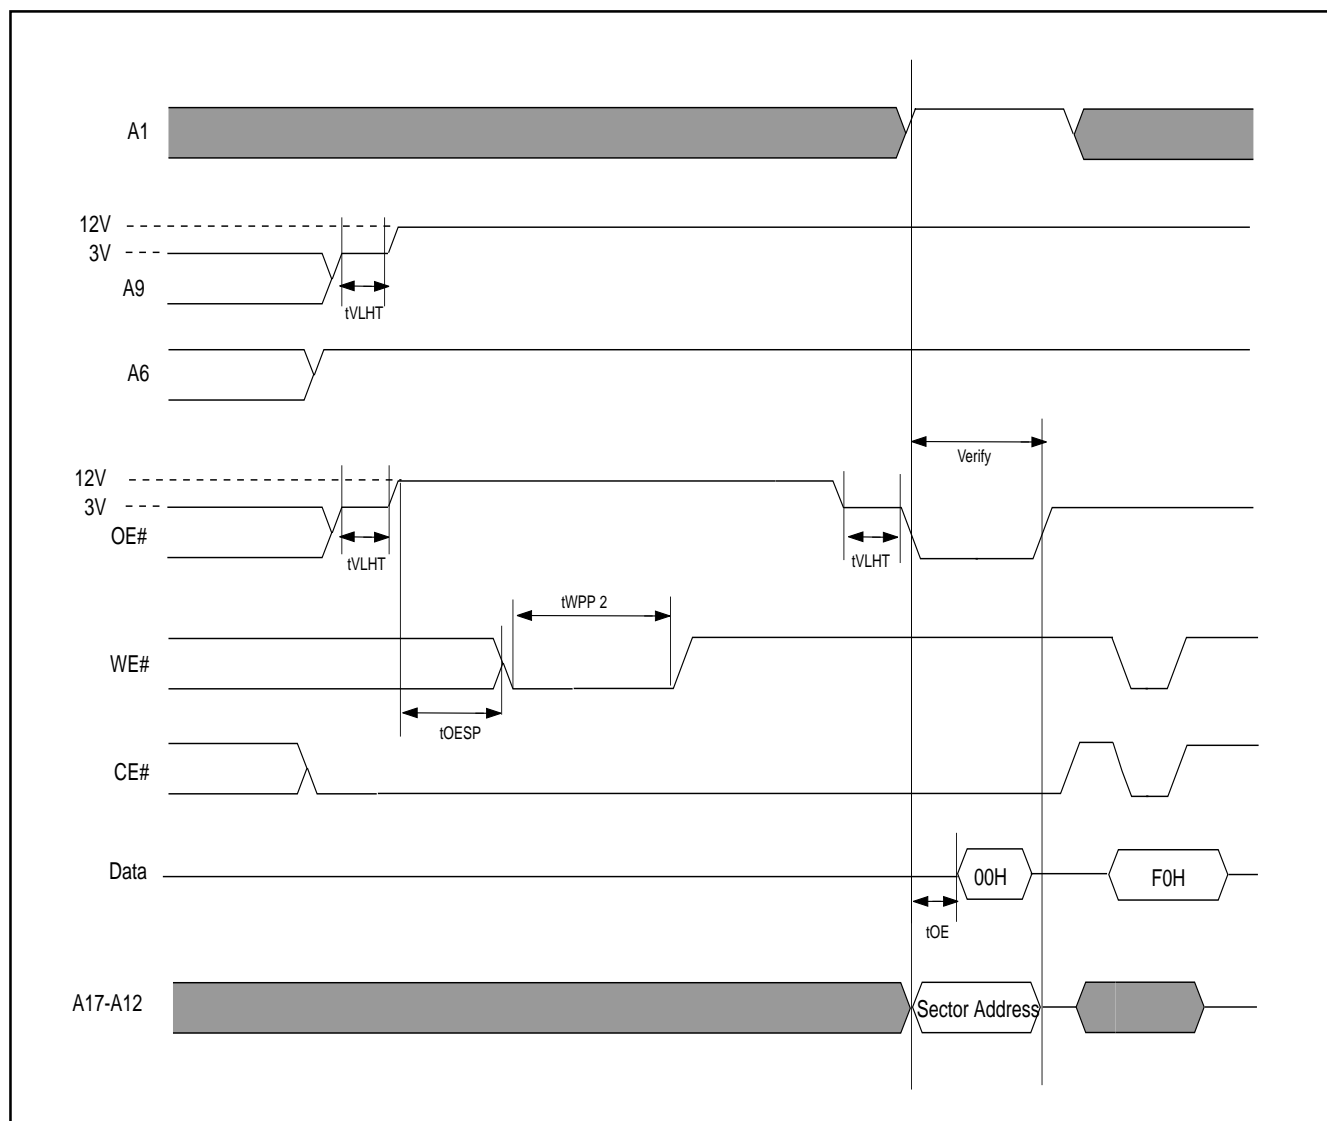 A1
12V
3V
A9
tVLHT
A6
Verify
12V
3V
OE#
tVLHT
tVLHT
tWPP 2
WE#
tOESP
CE#
Data
00H
F0H
tOE
A17-A12
Sector Address